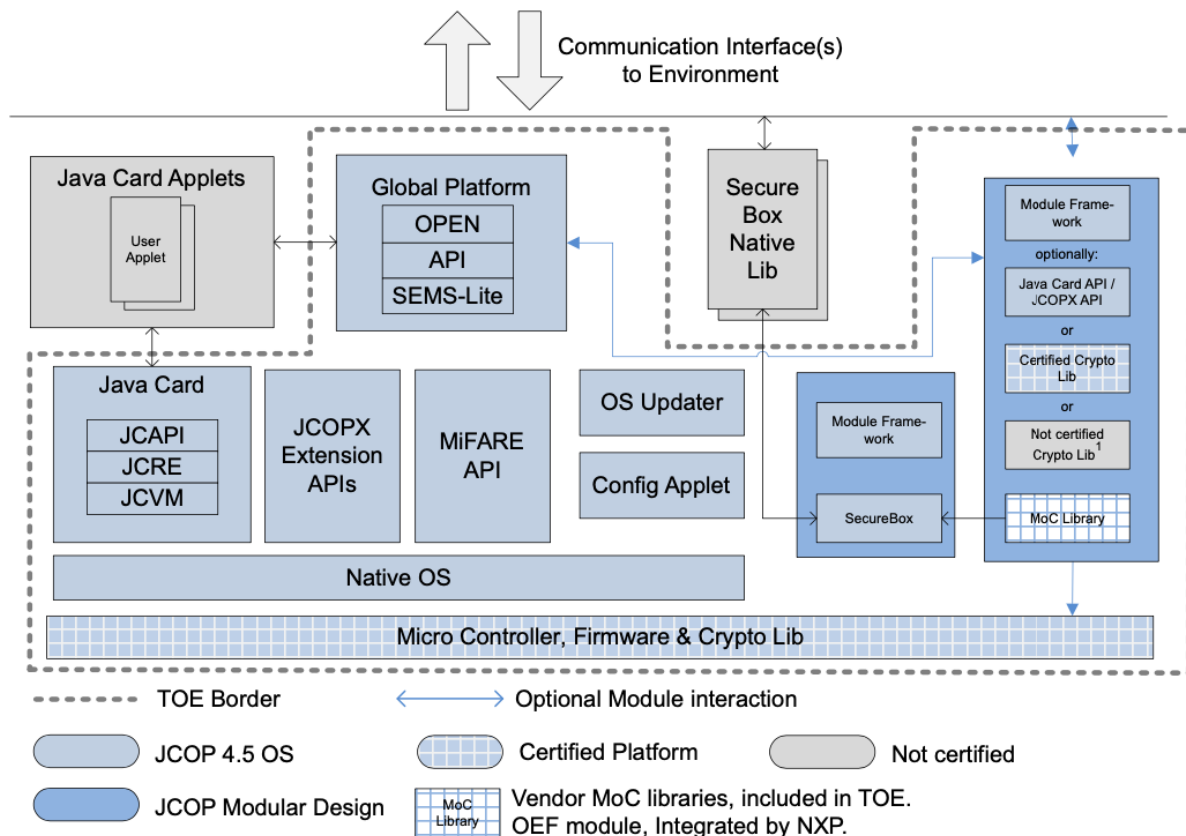 Communication Interface(s)
to Environment
Java Card Applets
User
Applet
Global Platform
OPEN
API
SEMS-Lite
Secure
Box
Native
Lib
Module Frame-
work
optionally:
Java Card API /
JCOPX API
or
Certified Crypto
Lib
or
Not certified
Crypto Lib1
MoC Library
Java Card
JCAPI
JCRE
JCVM
JCOPX
Extension
APIs
MiFARE
API
OS Updater
Config Applet
Module Frame-
work
SecureBox
Native OS
Micro Controller, Firmware & Crypto Lib
TOE Border
Optional Module interaction
JCOP 4.5 OS
Certified Platform
Not certified
JCOP Modular Design
MoC
Library
Vendor MoC libraries, included in TOE.
OEF module, Integrated by NXP.